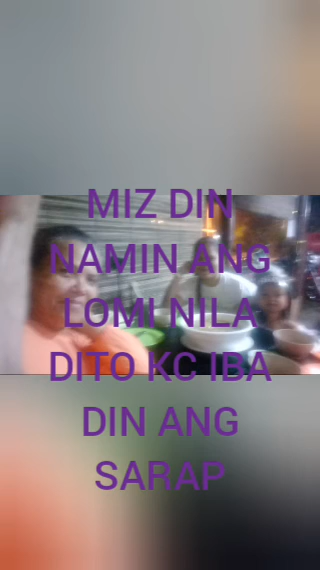 MIZ DIN
NAMIN ANG
LOMI NILA
DITO KC IBA
DIN ANG
SARAP